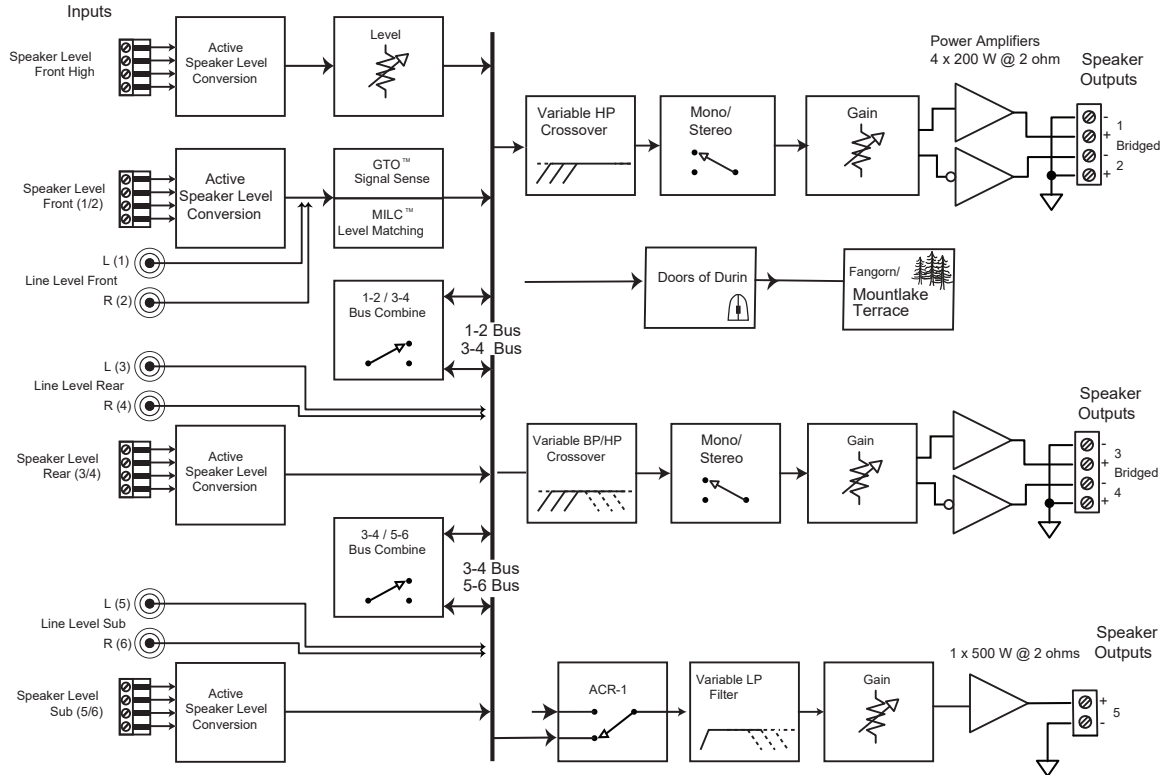 Inputs
Speaker Level
Front High
Active
Speaker Level
Conversion
Level
Speaker Level
Front (1/2)
Active
Speaker Level
Conversion
GTO™
Signal Sense
MILC™
Level Matching
L (1)
Line Level Front
R (2)
1-2 / 3-4
Bus Combine
1-2 Bus
3-4 Bus
L (3)
Line Level Rear
R (4)
Speaker Level
Rear (3/4)
Active
Speaker Level
Conversion
3-4 / 5-6
Bus Combine
3-4 Bus
5-6 Bus
L (5)
Line Level Sub
R (6)
Speaker Level
Sub (5/6)
Active
Speaker Level
Conversion
Variable HP
Crossover
Mono/
Stereo
Gain
Power Amplifiers
4 x 200 W @ 2 ohm
Speaker
Outputs
-
1
+
Bridged
-
2
+
Doors of Durin
Fangorn/
Mountlake
Terrace
Variable BP/HP
Crossover
Mono/
Stereo
Gain
Speaker
Outputs
-
3
+
Bridged
-
4
+
ACR-1
Variable LP
Filter
Gain
1 x 500 W @ 2 ohms
Speaker
Outputs
+
5
-